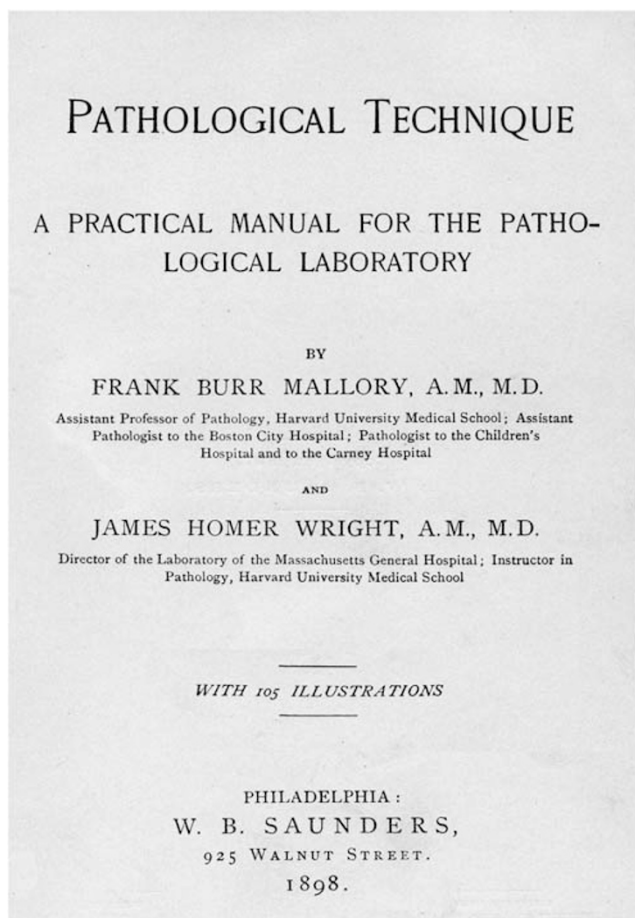 PATHOLOGICAL TECHNIQUE
A PRACTICAL MANUAL FOR THE PATHO-
LOGICAL LABORATORY
BY
FRANK BURR MALLORY, A.M., M.D.
Assistant Professor of Pathology, Harvard University Medical School; Assistant
Pathologist to the Boston City Hospital; Pathologist to the Children's
Hospital and to the Carney Hospital
AND
JAMES HOMER WRIGHT, A.M., M.D.
Director of the Laboratory of the Massachusetts General Hospital; Instructor in
Pathology, Harvard University Medical School
WITH 105 ILLUSTRATIONS
PHILADELPHIA:
W. B. SAUNDERS,
925 WALNUT STREET.
1898.